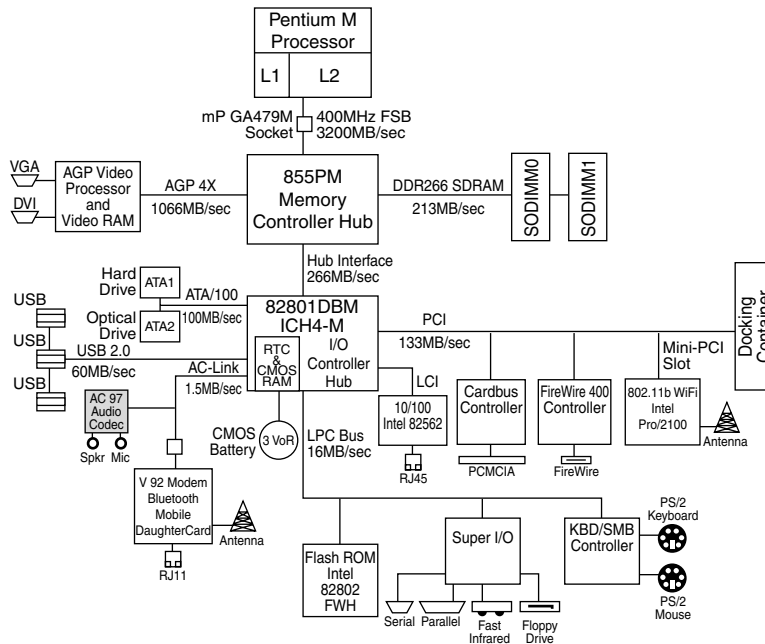 Pentium M
Processor
L1
L2
mP GA479M
Socket
400MHz FSB
3200MB/sec
VGA
DVI
AGP Video
Processor
and
Video RAM
AGP 4X
1066MB/sec
855PM
Memory
Controller Hub
DDR266 SDRAM
213MB/sec
SODIMM0
SODIMM1
Hub Interface
266MB/sec
Hard
Drive
ATA1
Optical
Drive
ATA2
ATA/100
100MB/sec
USB
USB
USB
USB 2.0
60MB/sec
82801DBM
ICH4-M
I/O
Controller
Hub
RTC
&
CMOS
RAM
AC-Link
1.5MB/sec
PCI
133MB/sec
Docking
Container
Mini-PCI
Slot
AC 97
Audio
Codec
Spkr
Mic
CMOS
Battery
3 VoR
LPC Bus
16MB/sec
LCI
10/100
Intel 82562
RJ45
Cardbus
Controller
PCMCIA
FireWire 400
Controller
FireWire
802.11b WiFi
Intel
Pro/2100
Antenna
V 92 Modem
Bluetooth
Mobile
DaughterCard
Antenna
RJ11
Flash ROM
Intel
82802
FWH
Super I/O
Serial
Parallel
Fast
Infrared
Floppy
Drive
KBD/SMB
Controller
PS/2
Keyboard
PS/2
Mouse